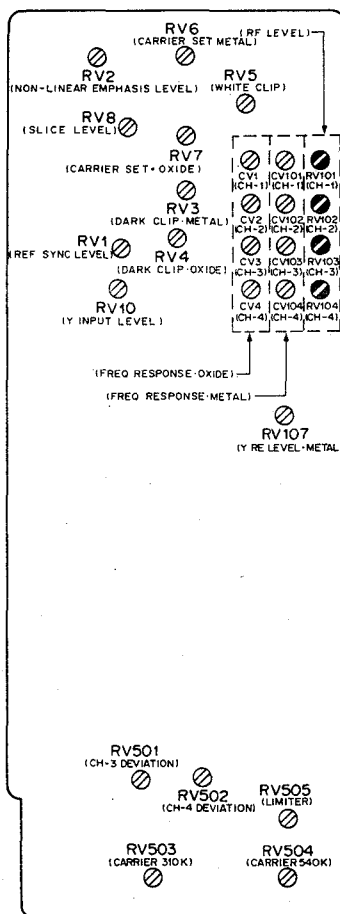 RV6
(CARRIER SET METAL)
(RF LEVEL)
RV2
(NON-LINEAR EMPHASIS LEVEL)
RV5
(WHITE CLIP)
RV8
(SLICE LEVEL)
RV7
(CARRIER SET·OXIDE)
CV1 CV101 RV101
(CH-1) (CH-1) (CH-1)
RV3
(DARK CLIP·METAL)
CV2 CV102 RV102
(CH-2) (CH-2) (CH-2)
RV1
(REF SYNC LEVEL)
RV4
(DARK CLIP·OXIDE)
CV3 CV103 RV103
(CH-3) (CH-3) (CH-3)
RV10
(Y INPUT LEVEL)
CV4 CV104 RV104
(CH-4) (CH-4) (CH-4)
(FREQ RESPONSE·OXIDE)
(FREQ RESPONSE·METAL)
RV107
(Y RE LEVEL·METAL
RV501
(CH-3 DEVIATION)
RV502
(CH-4 DEVIATION)
RV505
(LIMITER)
RV503
(CARRIER 310K)
RV504
(CARRIER 540K)